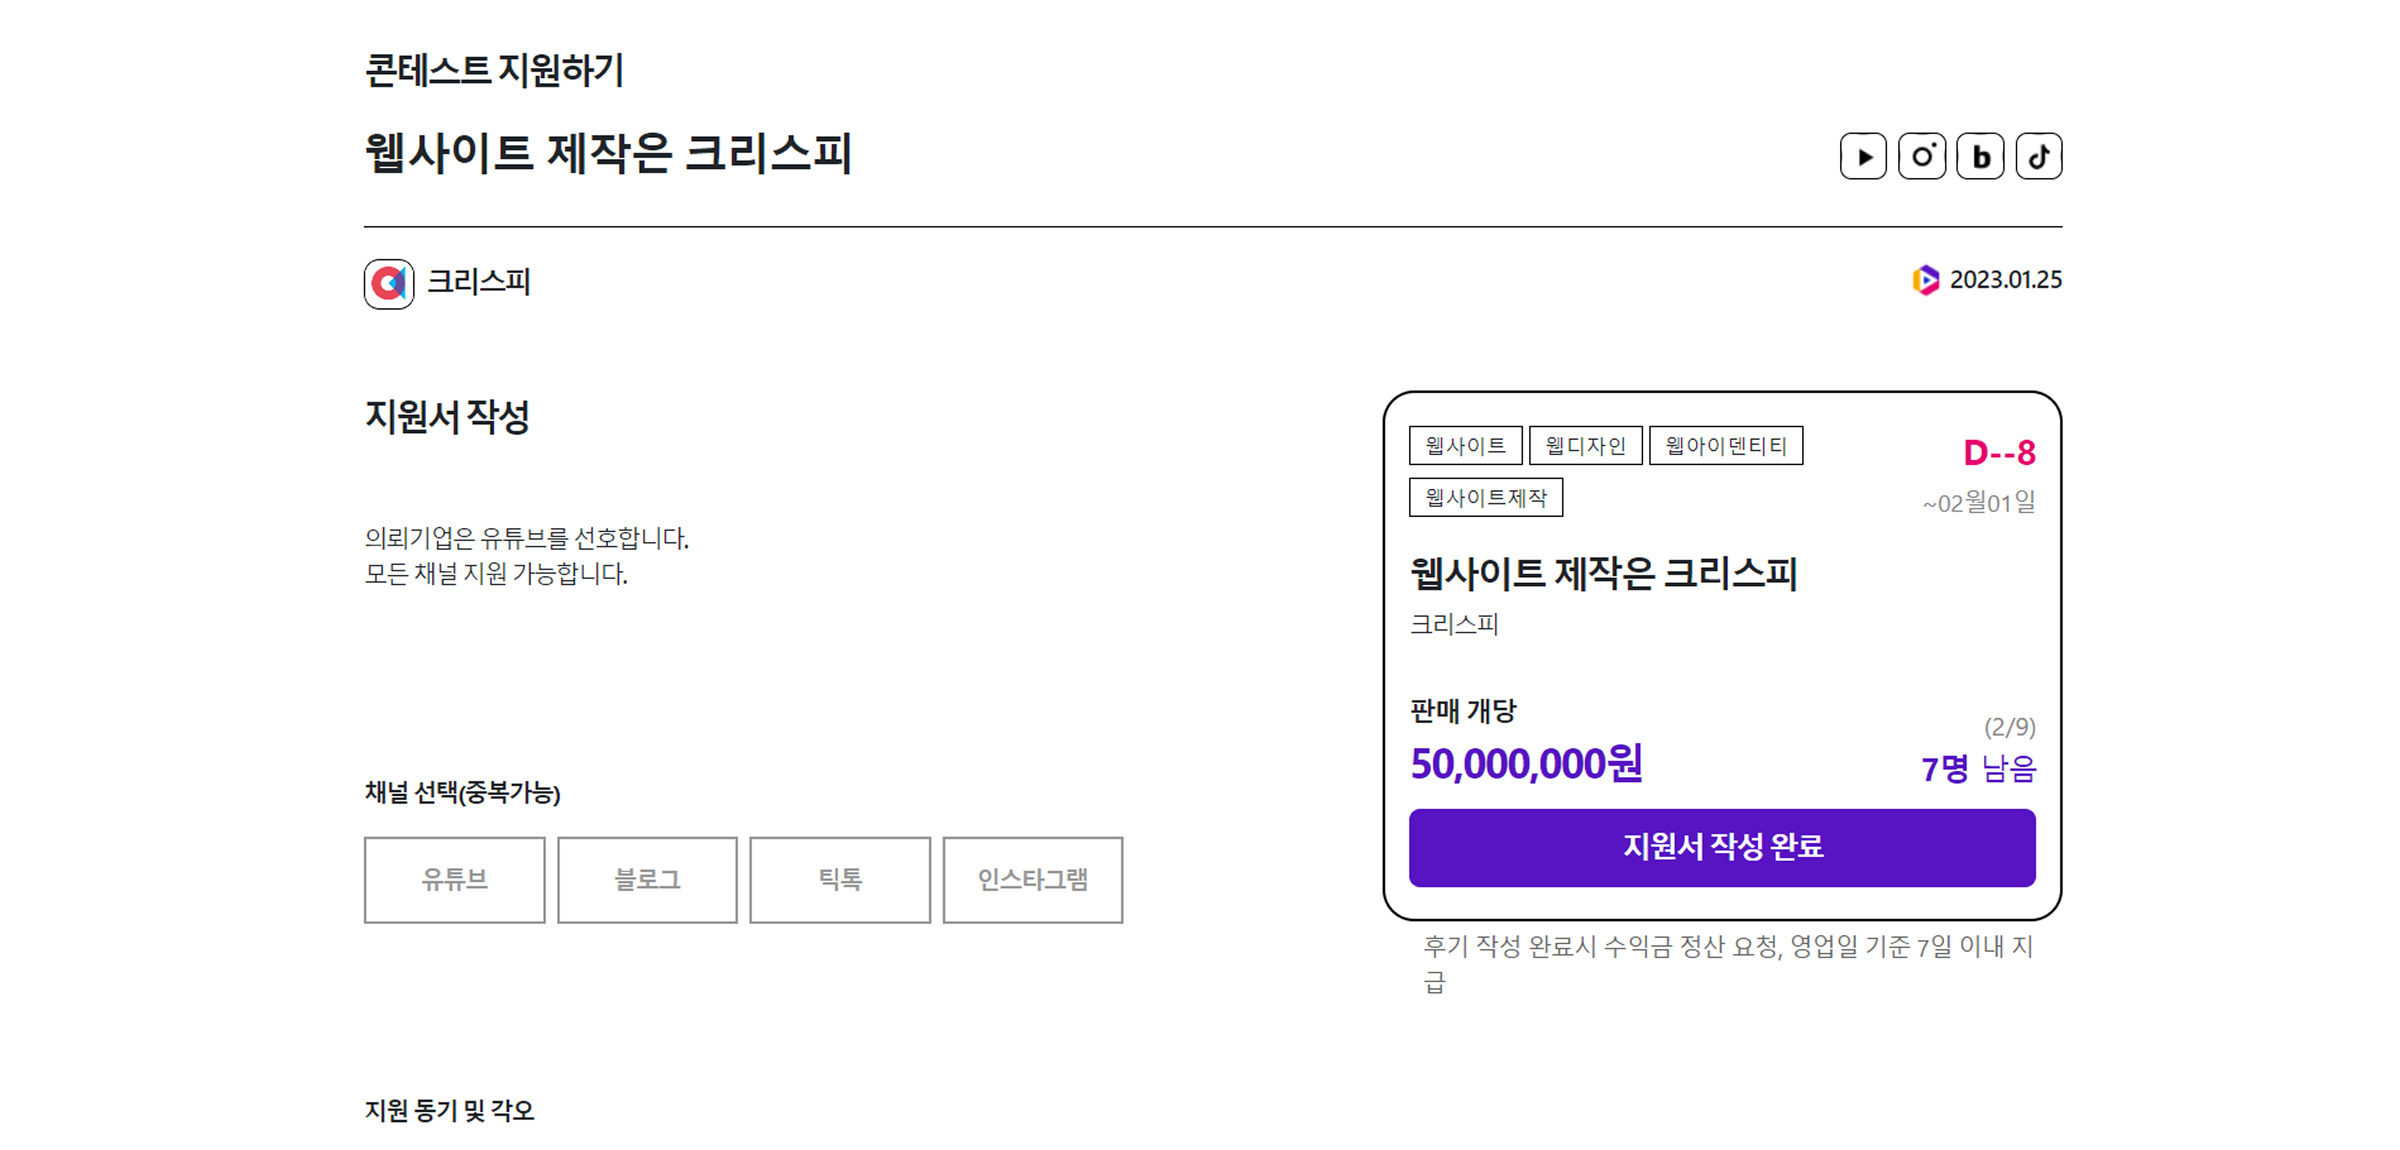 콘테스트 지원하기
웹사이트 제작은 크리스피
크리스피
2023.01.25
지원서 작성
의뢰기업은 유튜브를 선호합니다.
모든 채널 지원 가능합니다.
채널 선택(중복가능)
유튜브 블로그 틱톡 인스타그램
지원 동기 및 각오
웹사이트 웹디자인 웹아이덴티티
웹사이트제작
D--8
~02월01일
웹사이트 제작은 크리스피
크리스피
판매 개당
50,000,000원
(2/9)
7명 남음
지원서 작성 완료
후기 작성 완료시 수익금 정산 요청, 영업일 기준 7일 이내 지
급